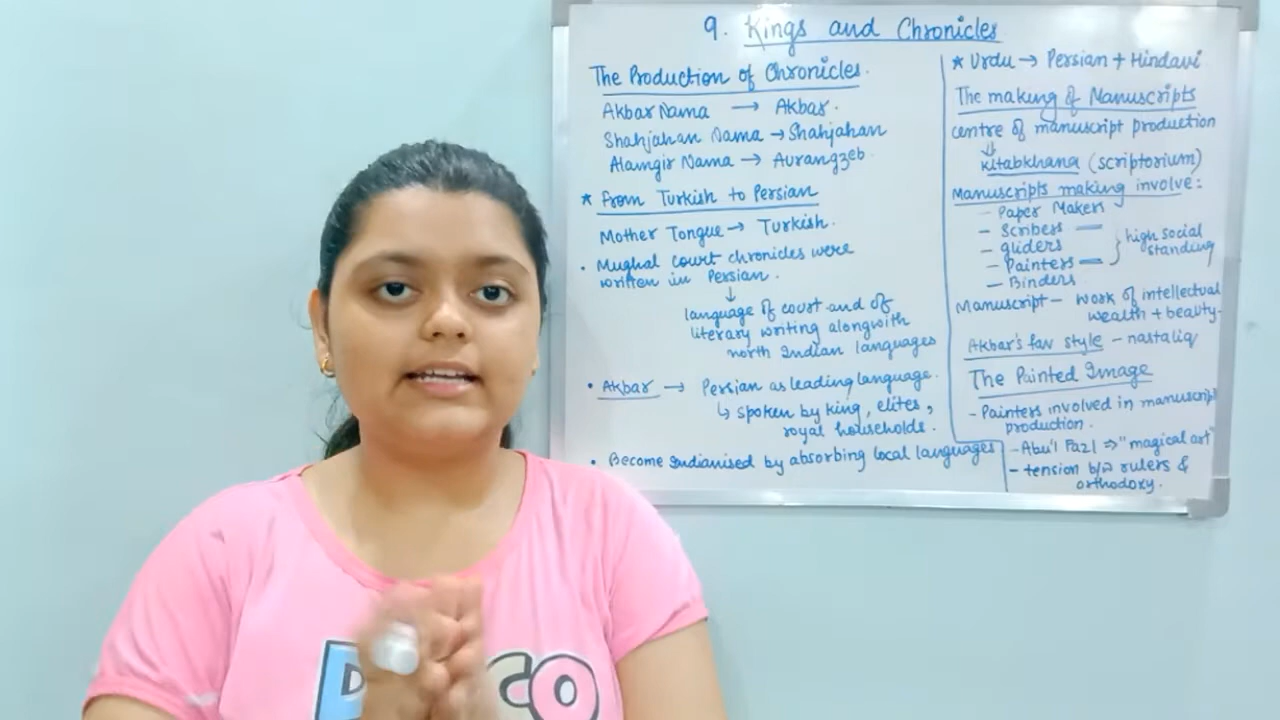 9. Kings and Chronicles
The Production of Chronicles.
Akbar Nama → Akbar.
Shahjahan Nama → Shahjahan
Alamgir Nama → Aurangzeb.
* From Turkish to Persian
Mother Tongue → Turkish.
• Mughal court chronicles were
written in Persian.
↓
language of court and of
literary writing alongwith
north Indian languages
• Akbar → Persian as leading language.
↳ spoken by king, elites,
royal households.
• Become Indianised by absorbing local languages
* Urdu → Persian + Hindavi
The making of Manuscripts
centre of manuscript production
⇓
kitabkhana (scriptorium)
Manuscripts making involve:
- Paper Makers
- Scribers
- gliders
- Painters
- Binders
} high social
standing
Manuscript - work of intellectual
wealth + beauty.
Akbar's fav style - nastaliq
The Painted Image
- Painters involved in manuscript
production.
- Abu'l Fazl ⇒ "magical art"
- tension b/w rulers &
orthodoxy.
CO